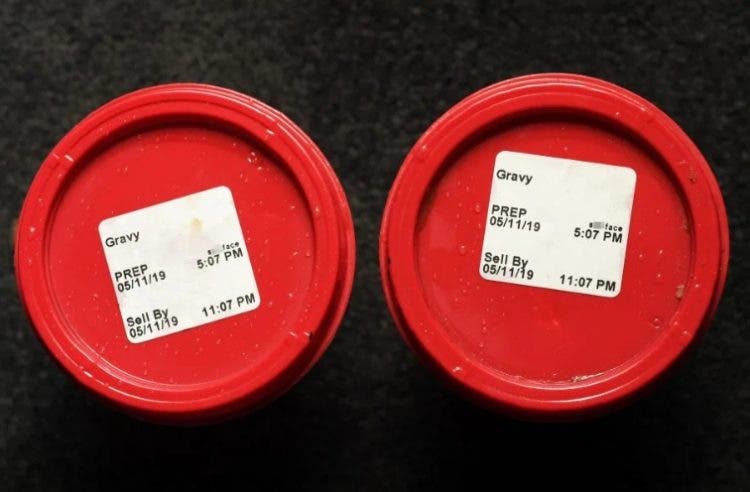 Gravy
PREP
05/11/19 5:07 PM
Sell By
05/11/19 11:07 PM
Gravy
PREP
05/11/19 5:07 PM
Sell By
05/11/19 11:07 PM